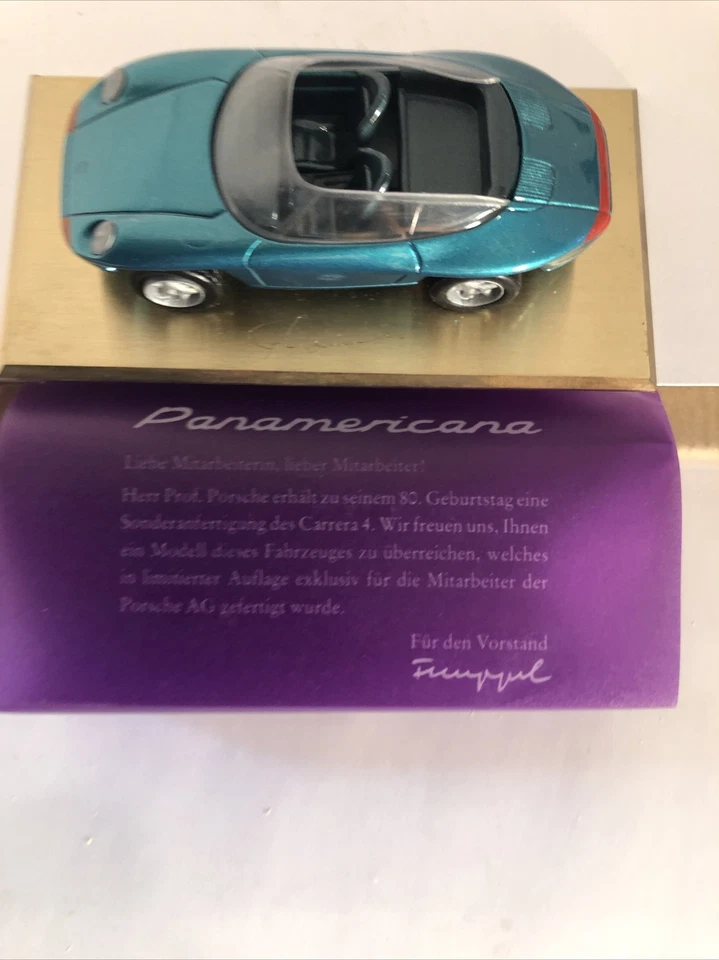 Panamericana
Liebe Mitarbeiterin, lieber Mitarbeiter!
Herr Prof. Porsche erhält zu seinem 80. Geburtstag eine
Sonderanfertigung des Carrera 4. Wir freuen uns, Ihnen
ein Modell dieses Fahrzeuges zu überreichen, welches
in limitierter Auflage exklusiv für die Mitarbeiter der
Porsche AG gefertigt wurde.
Für den Vorstand